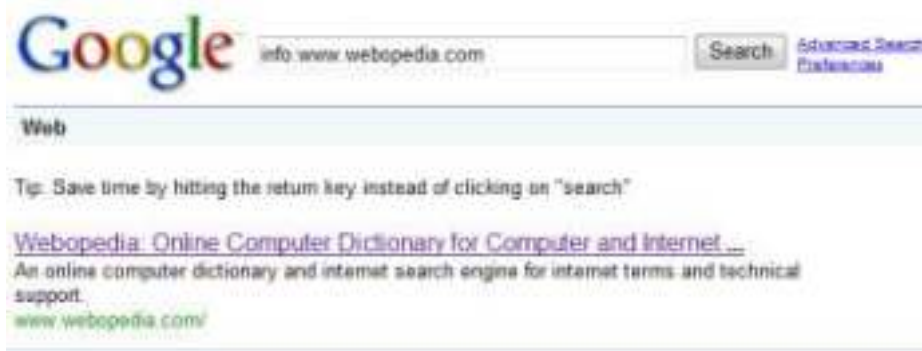 Google info:www.webopedia.com Search Advanced Search
Preferences
Web
Tip: Save time by hitting the return key instead of clicking on "search"
Webopedia: Online Computer Dictionary for Computer and Internet ...
An online computer dictionary and internet search engine for internet terms and technical
support.
www.webopedia.com/